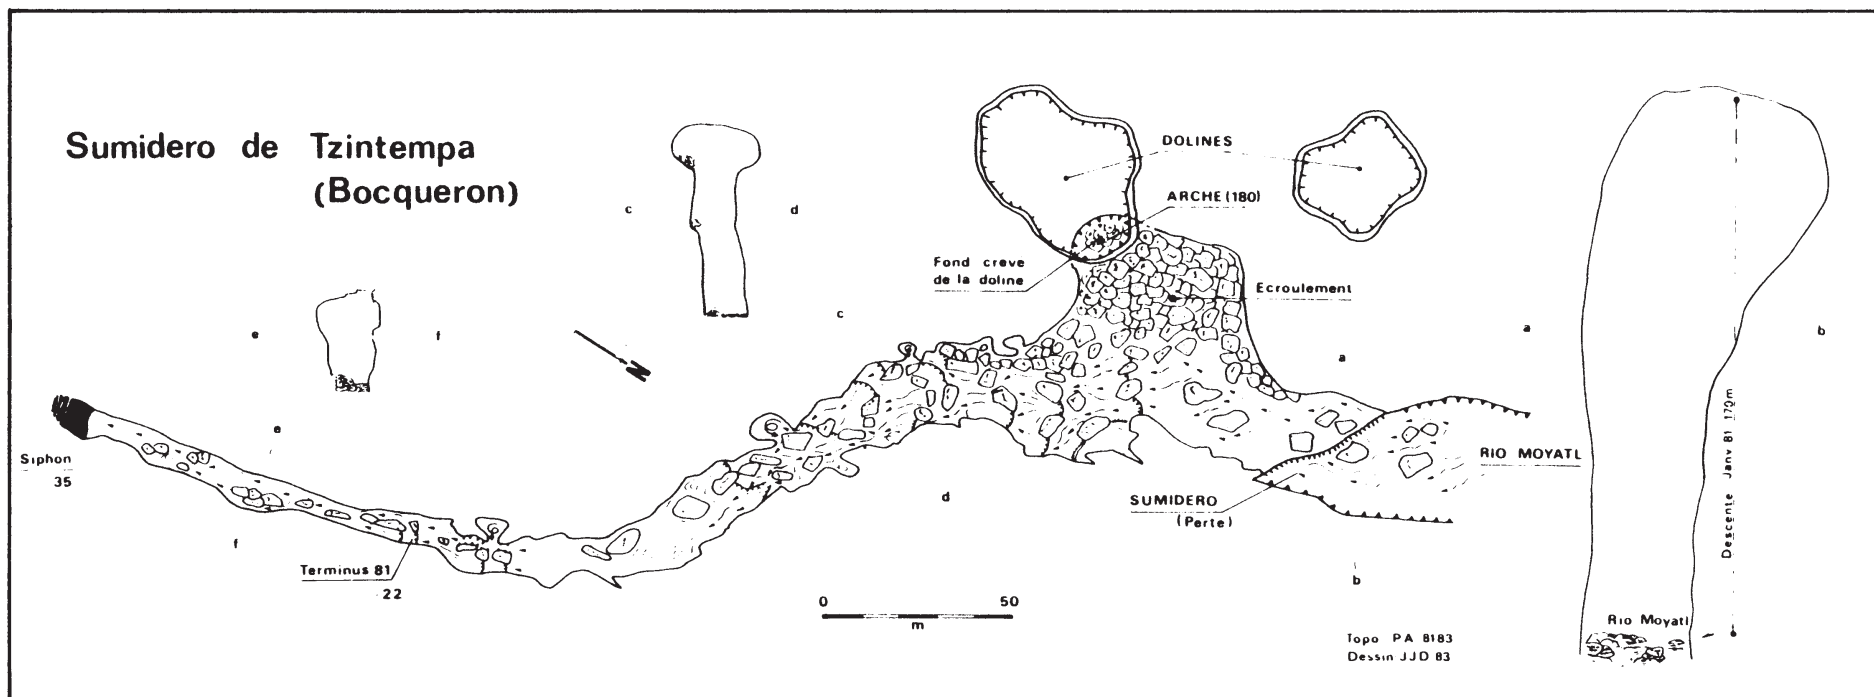 Sumidero de Tzintempa
(Bocqueron)
DOLINES
ARCHE (180)
c
d
Fond creve
de la doline
Ecroulement
c
e
f
a
a
b
N
e
Siphon
35
RIO MOYATL
d
SUMIDERO
(Perte)
f
Terminus 81
22
b
0
50
m
Descente Janv 81 170m
Rio Moyatl
Topo PA 8183
Dessin JJD 83